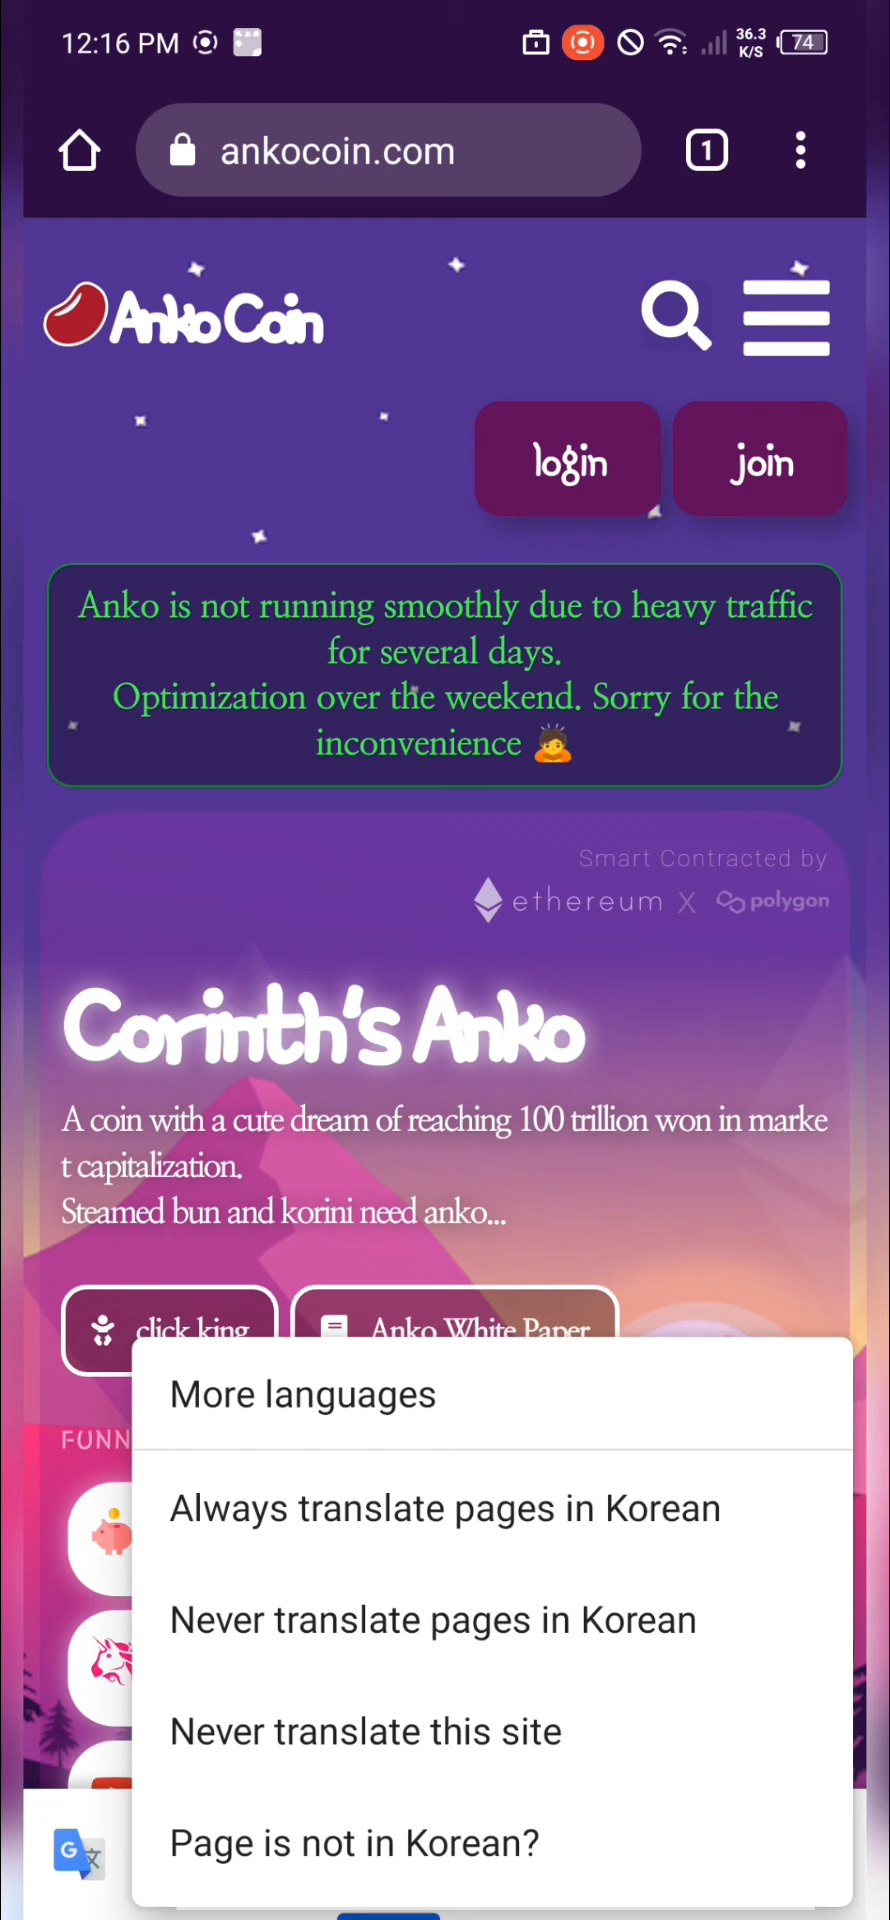 12:16 PM
36.3
K/S
74
ankocoin.com
1
Anko Coin
login
join
Anko is not running smoothly due to heavy traffic
for several days.
Optimization over the weekend. Sorry for the
inconvenience 🙇
Smart Contracted by
ethereum X polygon
Corinth's Anko
A coin with a cute dream of reaching 100 trillion won in marke
t capitalization.
Steamed bun and korini need anko...
click king
Anko White Paper
More languages
FUNN
Always translate pages in Korean
Never translate pages in Korean
Never translate this site
Page is not in Korean?
G 文